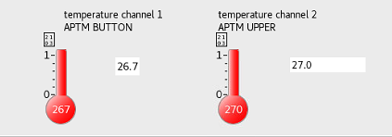 temperature channel 1
APTM BUTTON
1
0
26.7
267
temperature channel 2
APTM UPPER
1
0
27.0
270